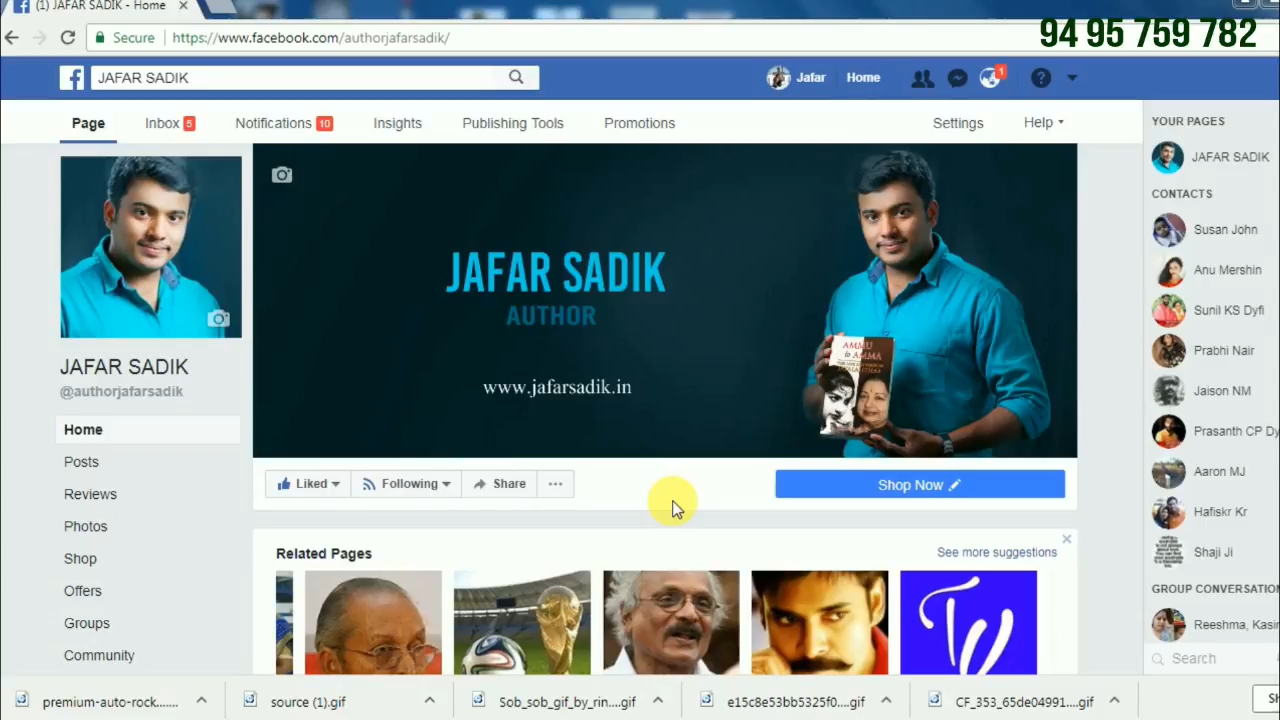 (1) JAFAR SADIK - Home
94 95 759 782
Secure https://www.facebook.com/authorjafarsadik/
JAFAR SADIK
Jafar Home 1
Page Inbox 5 Notifications 10 Insights Publishing Tools Promotions Settings Help
YOUR PAGES
JAFAR SADIK
CONTACTS
Susan John
Anu Mershin
Sunil KS Dyfi
Prabhi Nair
Jaison NM
Prasanth CP Dy
Aaron MJ
Hafiskr Kr
Shaji Ji
GROUP CONVERSATION
Reeshma, Kasir
Search
JAFAR SADIK
AUTHOR
www.jafarsadik.in
AMMU
to AMMA
JAFAR SADIK
@authorjafarsadik
Home
Posts
Reviews
Photos
Shop
Offers
Groups
Community
Liked Following Share ... Shop Now
Related Pages See more suggestions
premium-auto-rock....... source (1).gif Sob_sob_gif_by_rin....gif e15c8e53bb5325f0....gif CF_353_65de04991....gif